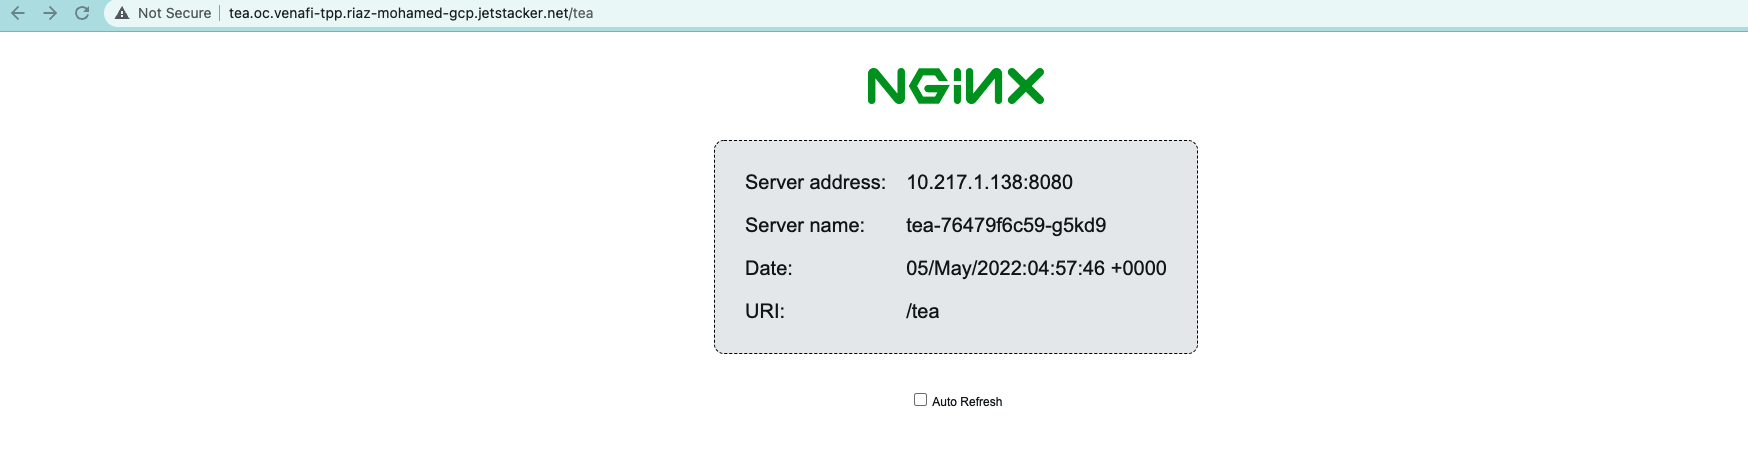 Not Secure tea.oc.venafi-tpp.riaz-mohamed-gcp.jetstacker.net/tea
NGINX
Server address: 10.217.1.138:8080
Server name: tea-76479f6c59-g5kd9
Date: 05/May/2022:04:57:46 +0000
URI: /tea
Auto Refresh